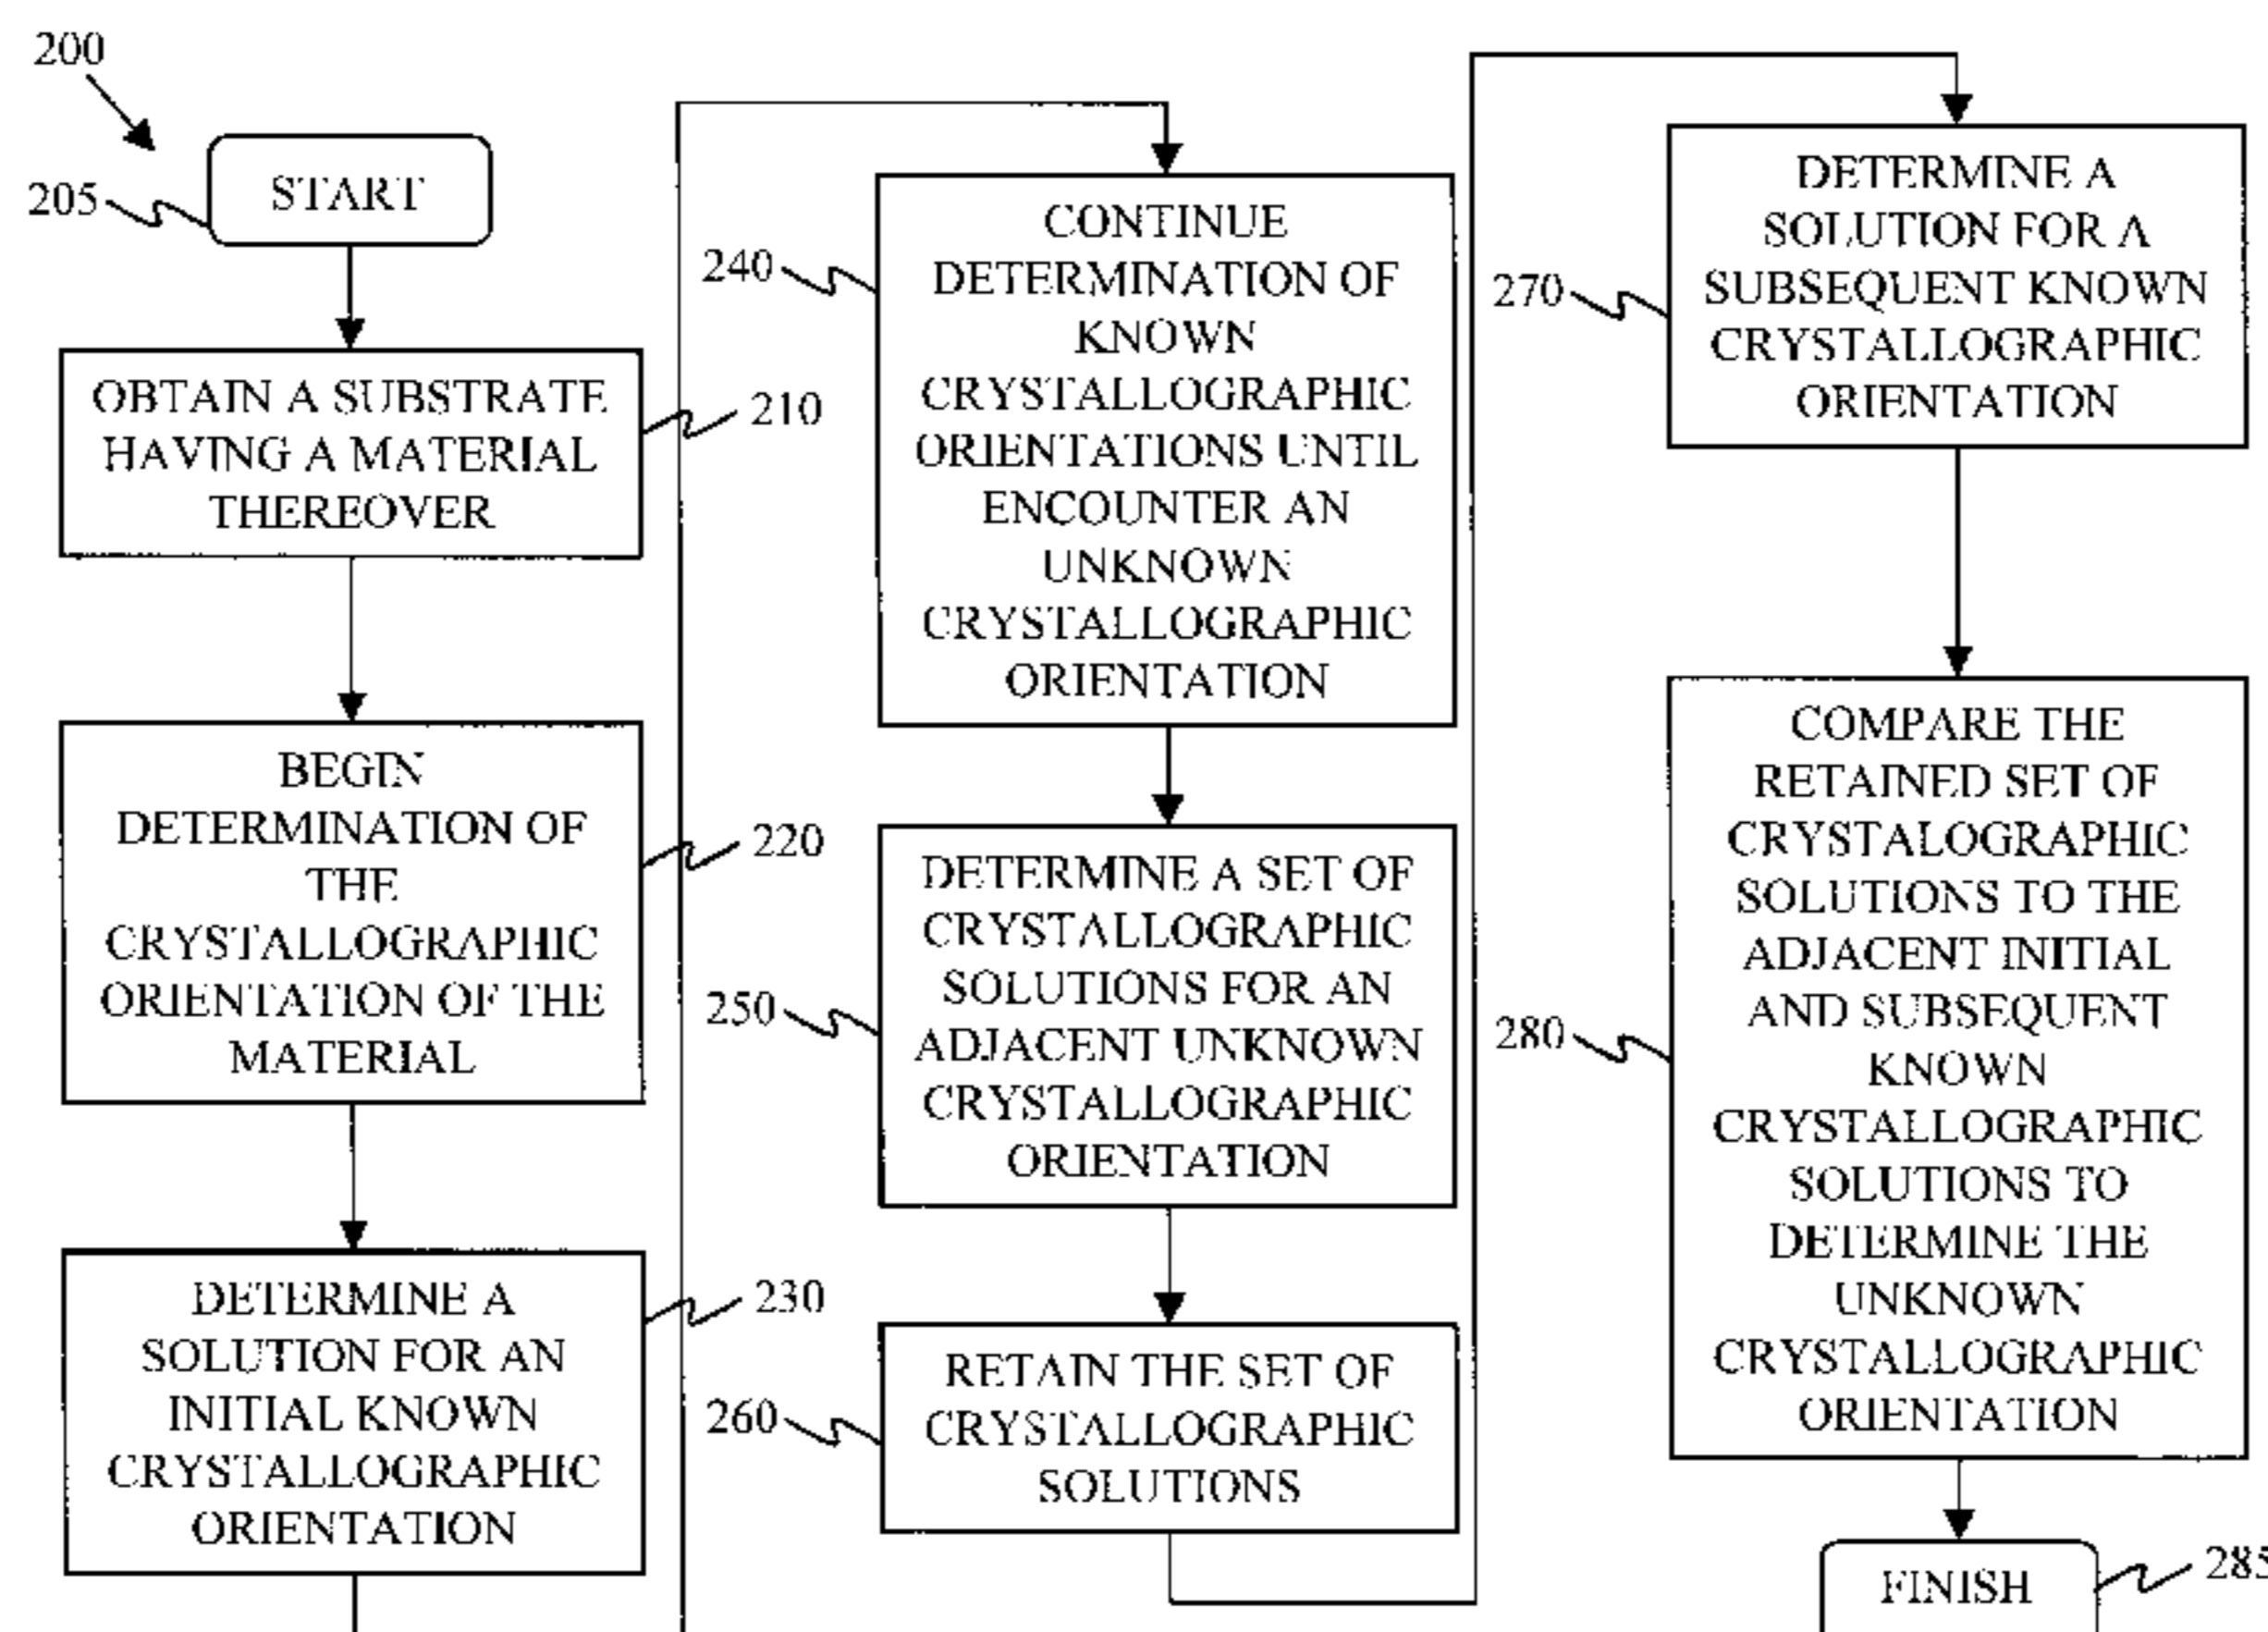 200
START
205
OBTAIN A SUBSTRATE
HAVING A MATERIAL
THEREOVER
210
BEGIN
DETERMINATION OF
THE
CRYSTALLOGRAPHIC
ORIENTATION OF THE
MATERIAL
220
DETERMINE A
SOLUTION FOR AN
INITIAL KNOWN
CRYSTALLOGRAPHIC
ORIENTATION
230
CONTINUE
DETERMINATION OF
KNOWN
CRYSTALLOGRAPHIC
ORIENTATIONS UNTIL
ENCOUNTER AN
UNKNOWN
CRYSTALLOGRAPHIC
ORIENTATION
240
DETERMINE A SET OF
CRYSTALLOGRAPHIC
SOLUTIONS FOR AN
ADJACENT UNKNOWN
CRYSTALLOGRAPHIC
ORIENTATION
250
RETAIN THE SET OF
CRYSTALLOGRAPHIC
SOLUTIONS
260
DETERMINE A
SOLUTION FOR A
SUBSEQUENT KNOWN
CRYSTALLOGRAPHIC
ORIENTATION
270
COMPARE THE
RETAINED SET OF
CRYSTALOGRAPHIC
SOLUTIONS TO THE
ADJACENT INITIAL
AND SUBSEQUENT
KNOWN
CRYSTALLOGRAPHIC
SOLUTIONS TO
DETERMINE THE
UNKNOWN
CRYSTALLOGRAPHIC
ORIENTATION
280
FINISH
285